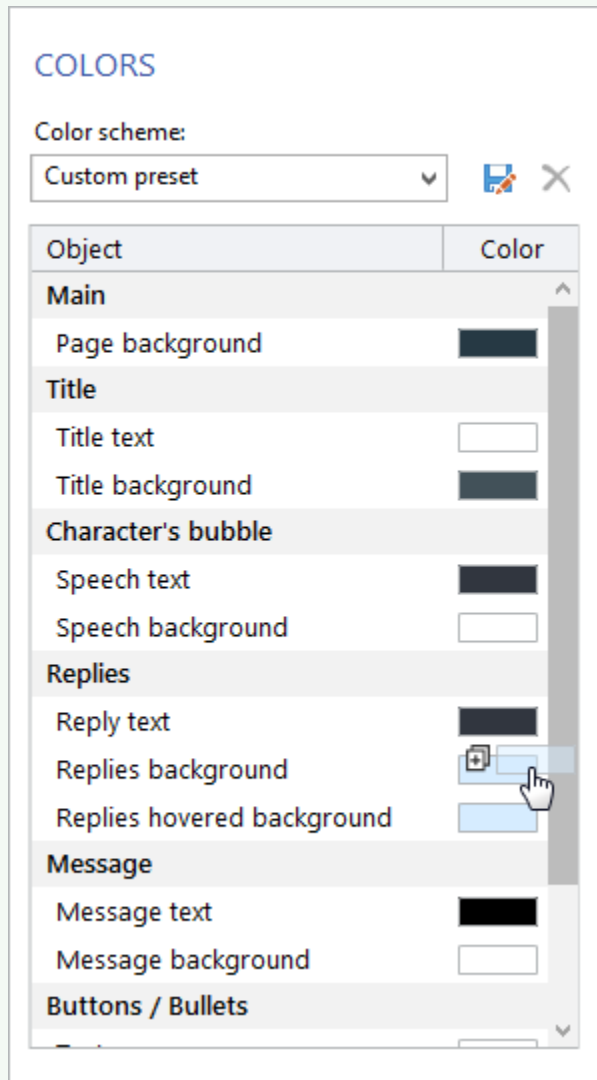 COLORS
Color scheme:
Custom preset
Object Color
Main
Page background
Title
Title text
Title background
Character's bubble
Speech text
Speech background
Replies
Reply text
Replies background
Replies hovered background
Message
Message text
Message background
Buttons / Bullets